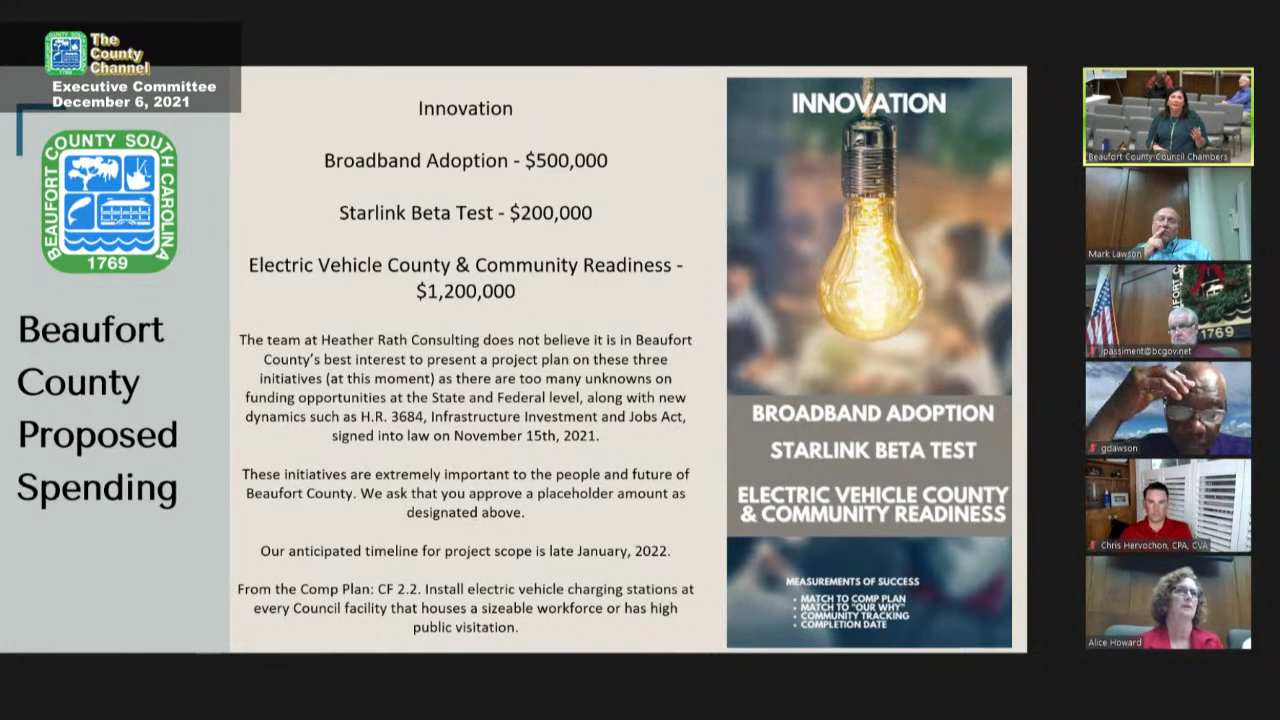 The
County
Channel
Executive Committee
December 6, 2021
BEAUFORT COUNTY SOUTH CAROLINA
1769
Beaufort
County
Proposed
Spending
Innovation
Broadband Adoption - $500,000
Starlink Beta Test - $200,000
Electric Vehicle County & Community Readiness -
$1,200,000
The team at Heather Rath Consulting does not believe it is in Beaufort
County's best interest to present a project plan on these three
initiatives (at this moment) as there are too many unknowns on
funding opportunities at the State and Federal level, along with new
dynamics such as H.R. 3684, Infrastructure Investment and Jobs Act,
signed into law on November 15th, 2021.
These initiatives are extremely important to the people and future of
Beaufort County. We ask that you approve a placeholder amount as
designated above.
Our anticipated timeline for project scope is late January, 2022.
From the Comp Plan: CF 2.2. Install electric vehicle charging stations at
every Council facility that houses a sizeable workforce or has high
public visitation.
INNOVATION
BROADBAND ADOPTION
STARLINK BETA TEST
ELECTRIC VEHICLE COUNTY
& COMMUNITY READINESS
MEASUREMENTS OF SUCCESS
• MATCH TO COMP PLAN
• MATCH TO "OUR WHY"
• COMMUNITY TRACKING
• COMPLETION DATE
Beaufort County Council Chambers
Mark Lawson
1769
jpassiment@bcgov.net
gdawson
Chris Hervochon, CPA, CVA
Alice Howard